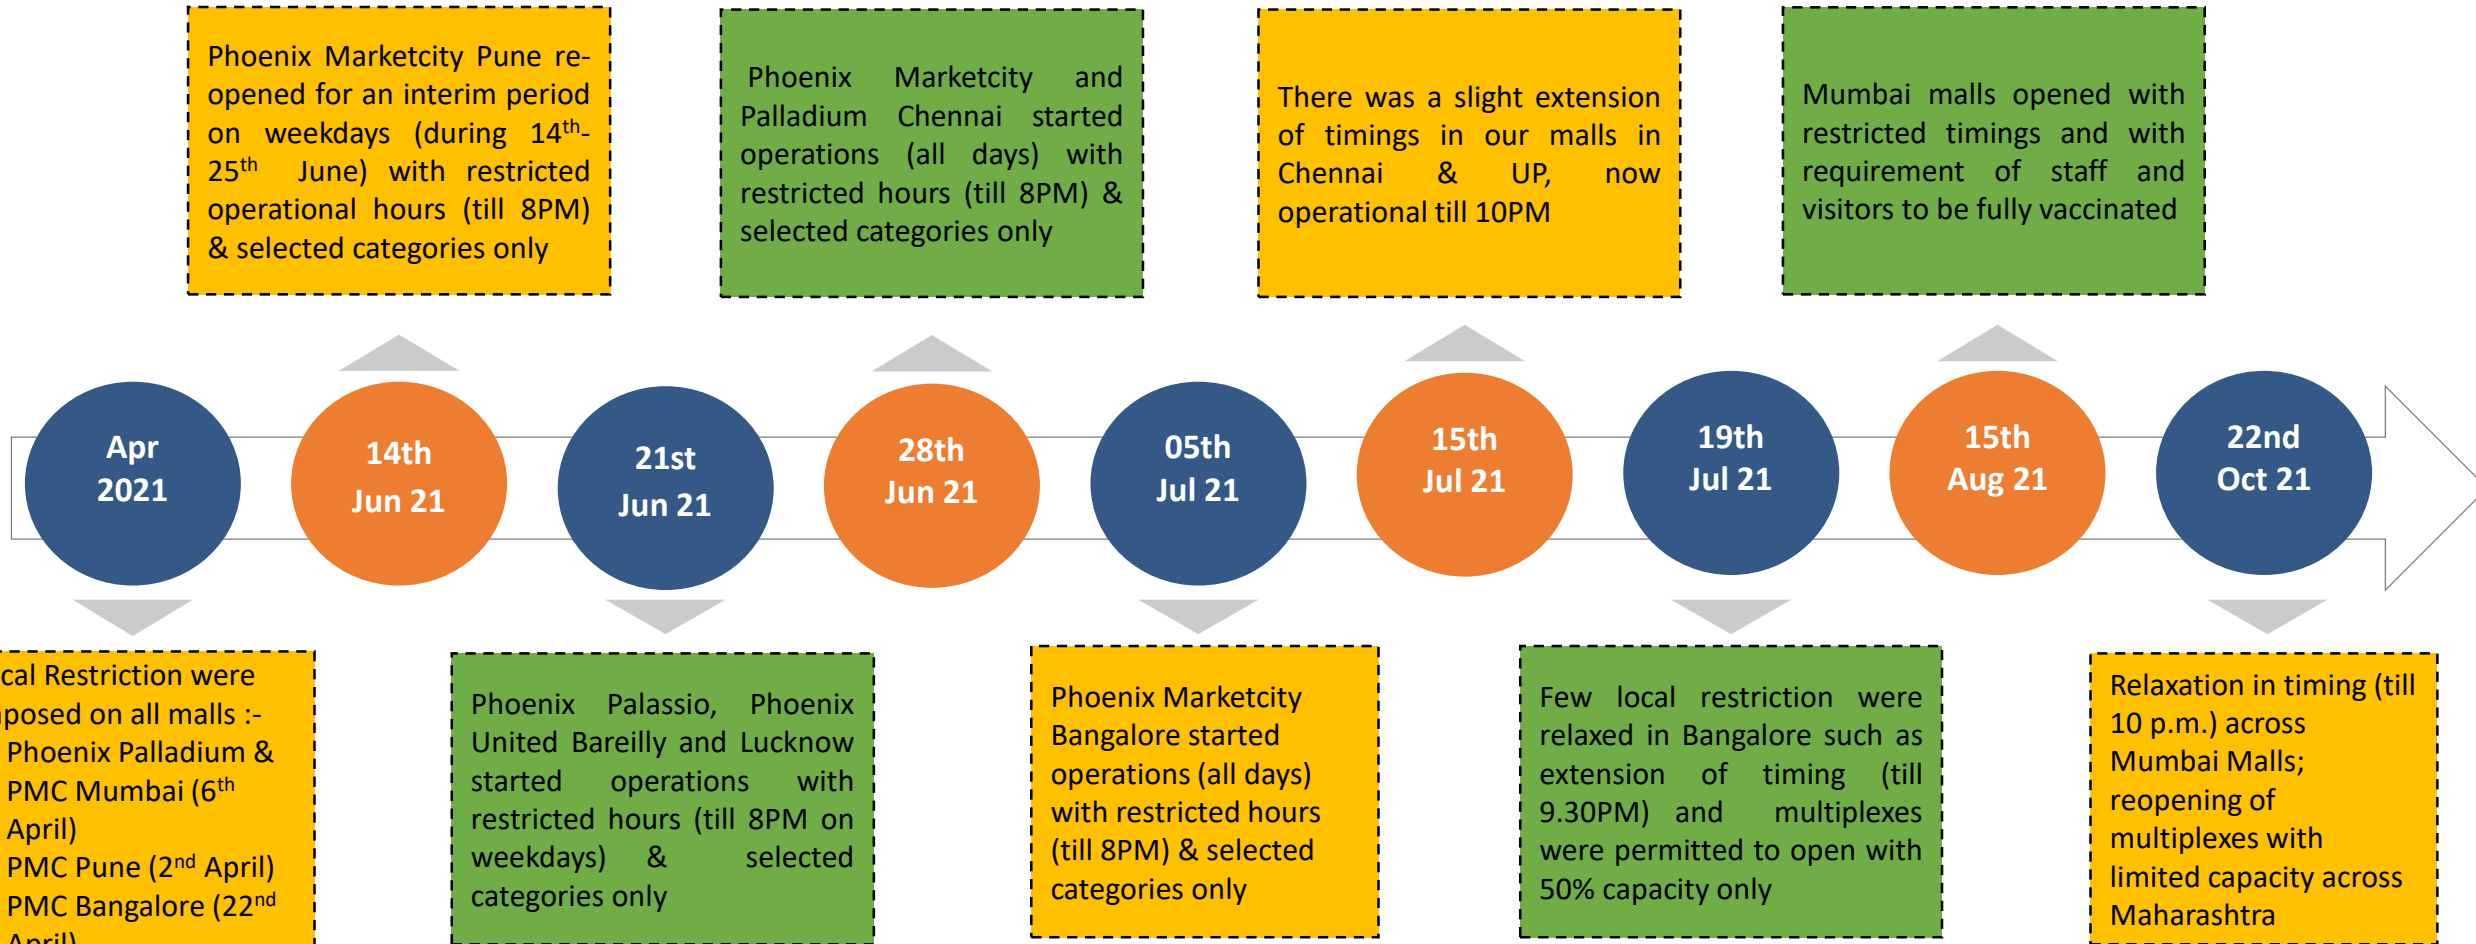 Phoenix Marketcity Pune re-
opened for an interim period
on weekdays (during 14th-
25th June) with restricted
operational hours (till 8PM)
& selected categories only
Phoenix Marketcity and
Palladium Chennai started
operations (all days) with
restricted hours (till 8PM) &
selected categories only
There was a slight extension
of timings in our malls in
Chennai & UP, now
operational till 10PM
Mumbai malls opened with
restricted timings and with
requirement of staff and
visitors to be fully vaccinated
Apr
2021
14th
Jun 21
21st
Jun 21
28th
Jun 21
05th
Jul 21
15th
Jul 21
19th
Jul 21
15th
Aug 21
22nd
Oct 21
Restriction were
on all malls :-
Phoenix Palladium &
PMC Mumbai (6th
April)
PMC Pune (2nd April)
PMC Bangalore (22nd
April)
Phoenix Palassio, Phoenix
United Bareilly and Lucknow
started operations with
restricted hours (till 8PM on
weekdays) & selected
categories only
Phoenix Marketcity
Bangalore started
operations (all days)
with restricted hours
(till 8PM) & selected
categories only
Few local restriction were
relaxed in Bangalore such as
extension of timing (till
9.30PM) and multiplexes
were permitted to open with
50% capacity only
Relaxation in timing (till
10 p.m.) across
Mumbai Malls;
reopening of
multiplexes with
limited capacity across
Maharashtra